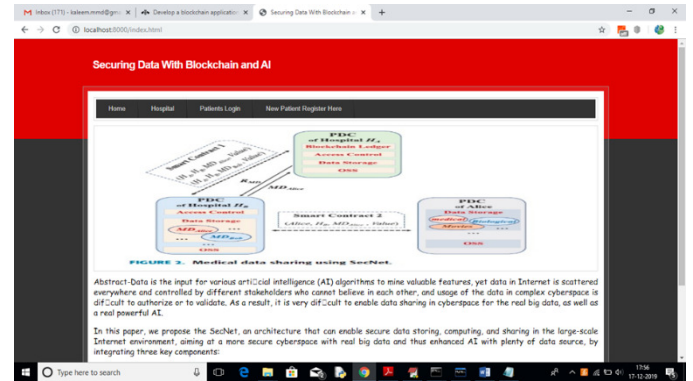 Inbox (171) - kaleem.mmd@gm
Develop a blockchain application
Securing Data With Blockchain
localhost:8000/index.html
Securing Data With Blockchain and AI
Home Hospital Patients Login New Patient Register Here
PDC
of Hospital
Blockchain Ledger
Access Control
Data Storage
OSS
Smart Contract 1
PDC
of Hospital
Access Control
Data Storage
...
...
OSS
Smart Contract 2
PDC
of Alice
Data Storage
medical biological
Movies ...
...
OSS
FIGURE 2. Medical data sharing using SecNet.
Abstract-Data is the input for various arti□cial intelligence (AI) algorithms to mine valuable features, yet data in Internet is scattered
everywhere and controlled by different stakeholders who cannot believe in each other, and usage of the data in complex cyberspace is
dif□cult to authorize or to validate. As a result, it is very dif□cult to enable data sharing in cyberspace for the real big data, as well as
a real powerful AI.
In this paper, we propose the SecNet, an architecture that can enable secure data storing, computing, and sharing in the large-scale
Internet environment, aiming at a more secure cyberspace with real big data and thus enhanced AI with plenty of data source, by
integrating three key components:
Type here to search
17:56
17-12-2019